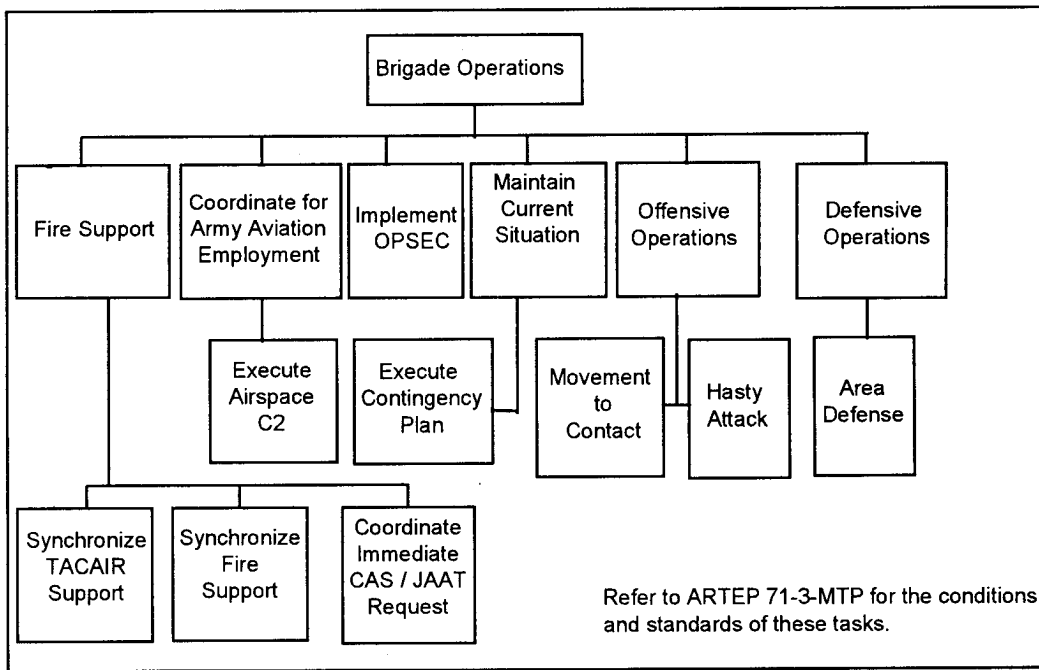 Brigade Operations
Fire Support
Coordinate for
Army Aviation
Employment
Implement
OPSEC
Maintain
Current
Situation
Offensive
Operations
Defensive
Operations
Execute
Airspace
C2
Execute
Contingency
Plan
Movement
to
Contact
Hasty
Attack
Area
Defense
Synchronize
TACAIR
Support
Synchronize
Fire
Support
Coordinate
Immediate
CAS / JAAT
Request
Refer to ARTEP 71-3-MTP for the conditions
and standards of these tasks.